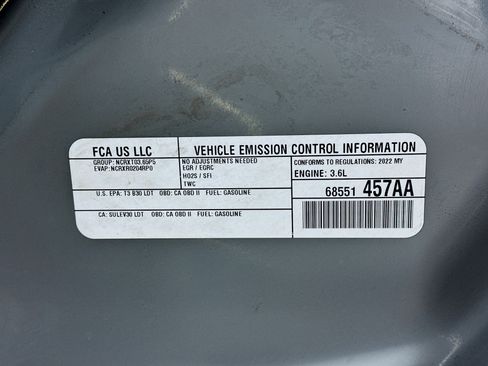 FCA US LLC
VEHICLE EMISSION CONTROL INFORMATION
GROUP: NCRXT03.65P5
EVAP: NCRXR0204RP0
NO ADJUSTMENTS NEEDED
EGR / EGRC
HO2S / SFI
TWC
CONFORMS TO REGULATIONS: 2022 MY
ENGINE: 3.6L
68551 457AA
U.S. EPA: T3 B30 LDT OBD: CA OBD II FUEL: GASOLINE
CA: SULEV30 LDT OBD: CA OBD II FUEL: GASOLINE